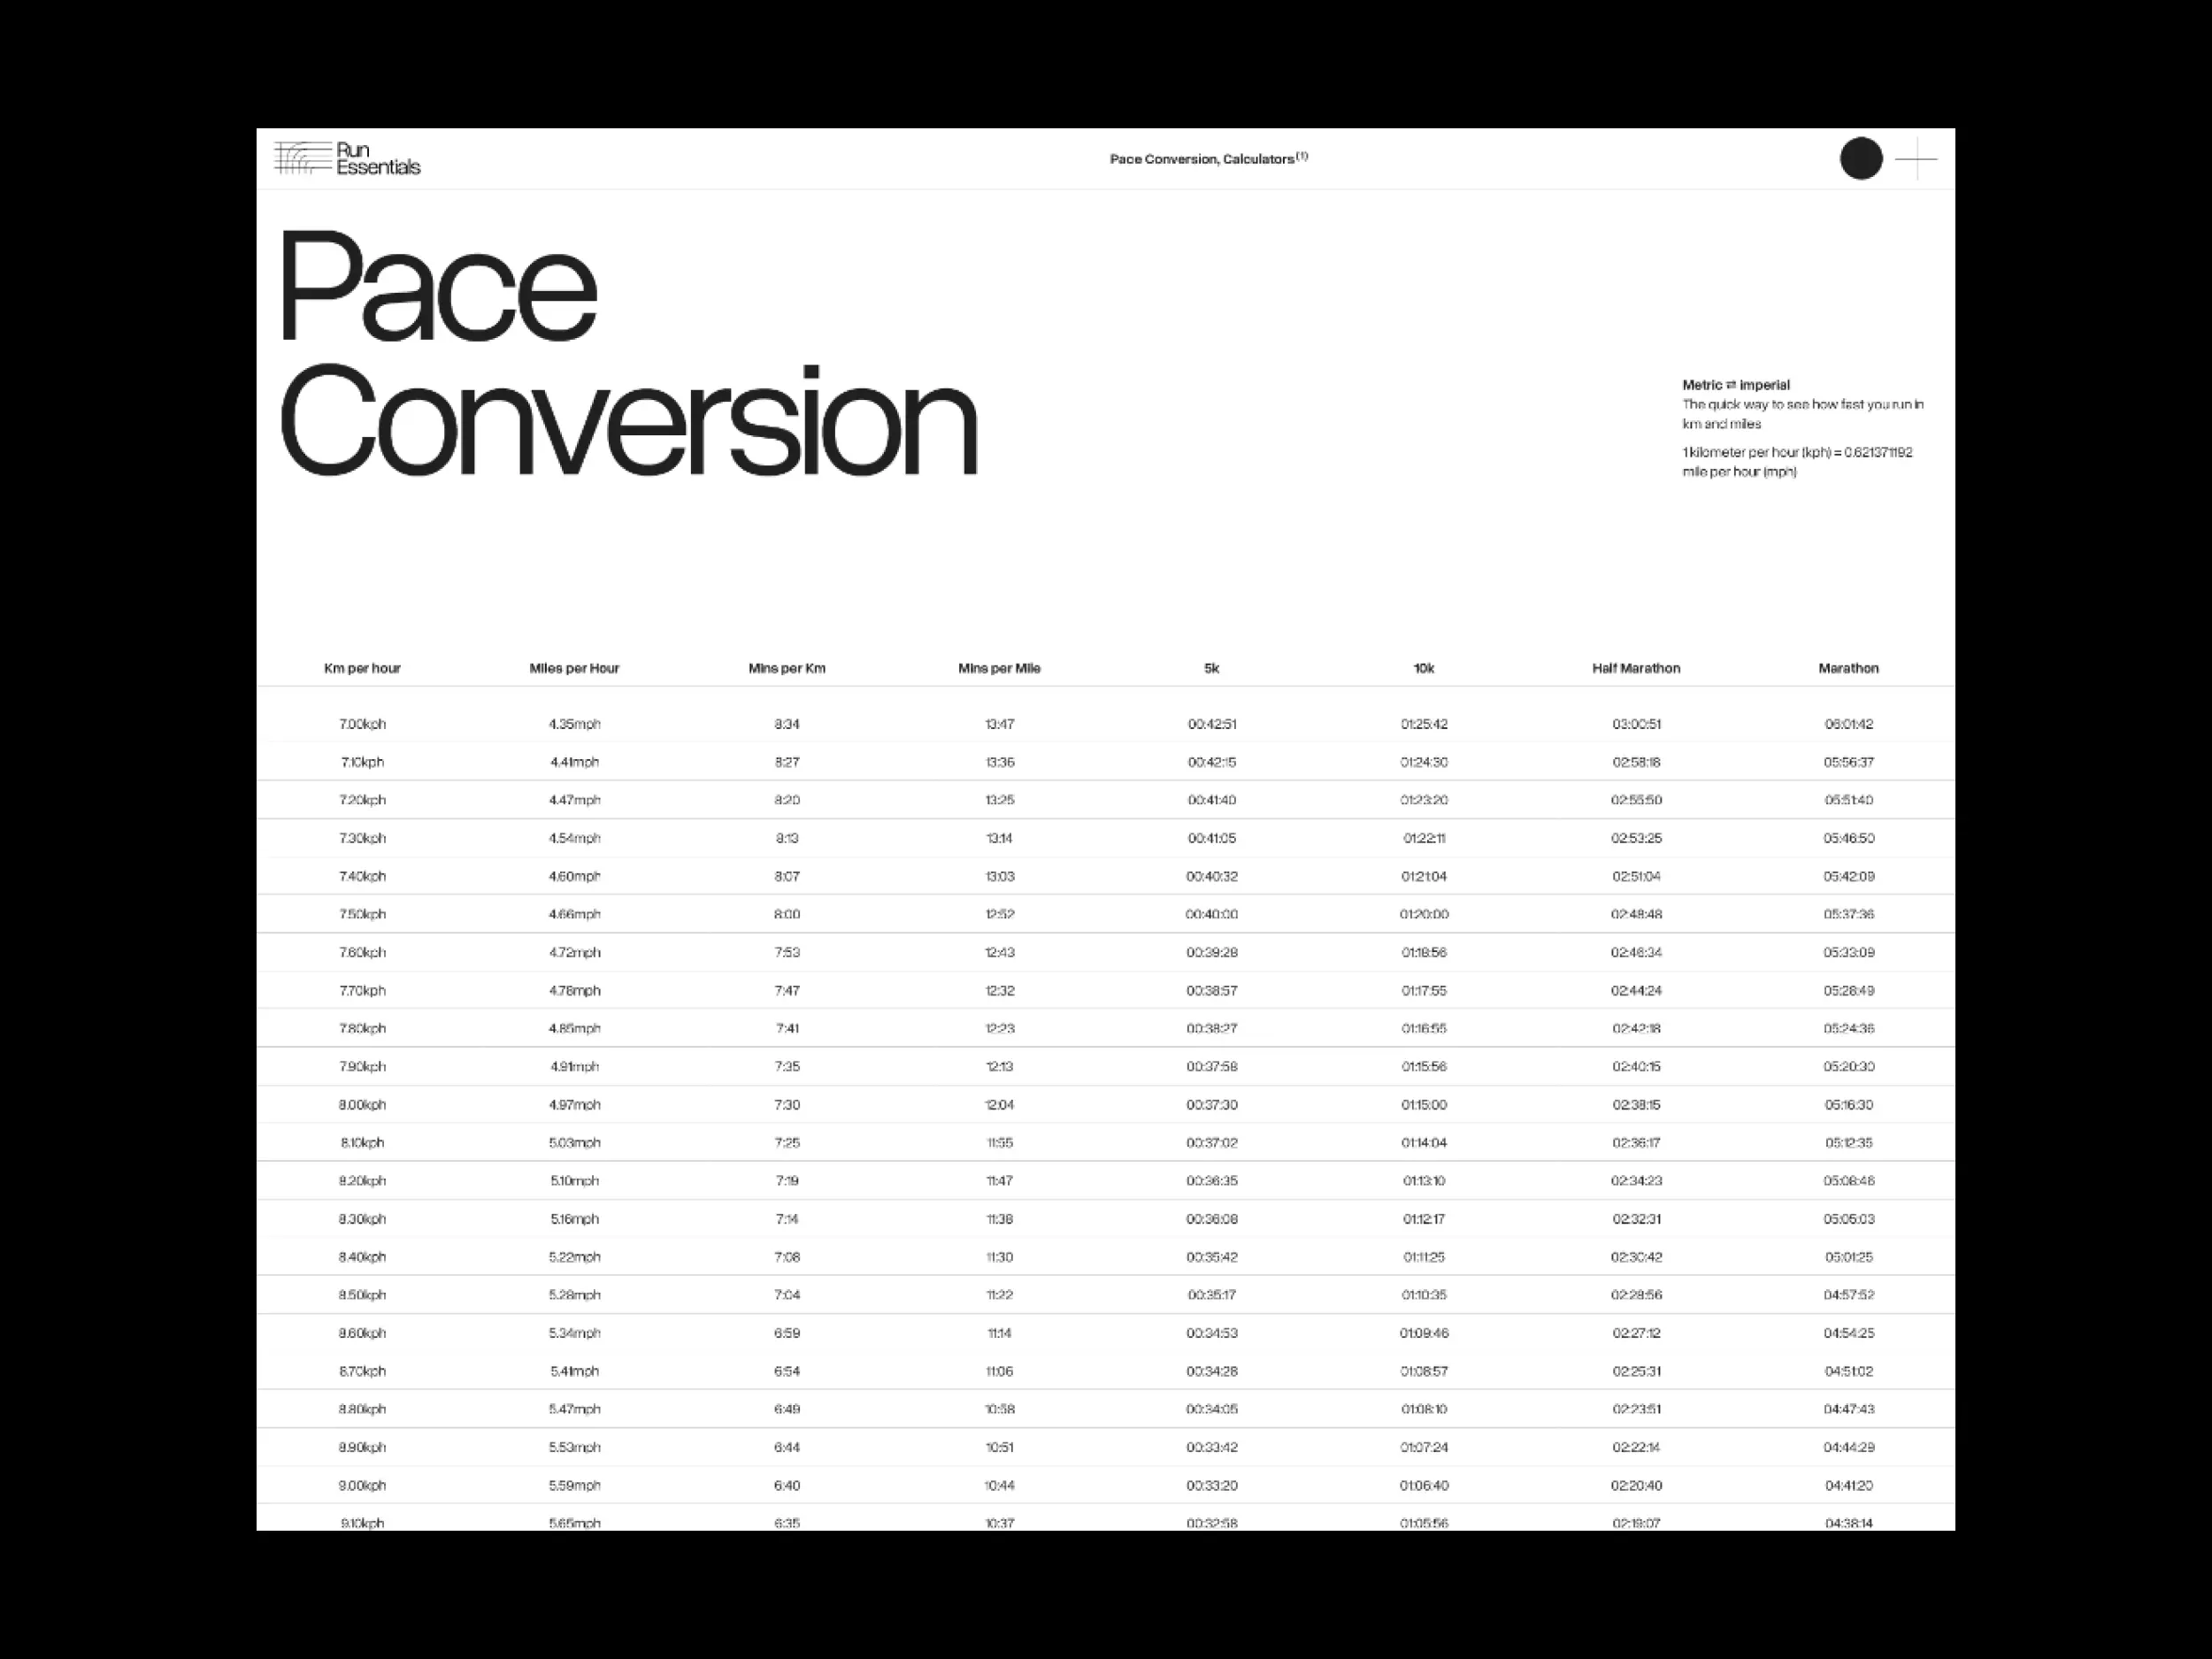 Run
Essentials
Pace Conversion, Calculators (1)
Pace
Conversion
Metric ⇄ imperial
The quick way to see how fast you run in
km and miles
1 kilometer per hour (kph) = 0.621371192
mile per hour (mph)
Km per hour Miles per Hour Mins per Km Mins per Mile 5k 10k Half Marathon Marathon
7.00kph 4.35mph 8:34 13:47 00:42:51 01:25:42 03:00:51 06:01:42
7.10kph 4.41mph 8:27 13:36 00:42:15 01:24:30 02:58:18 05:56:37
7.20kph 4.47mph 8:20 13:25 00:41:40 01:23:20 02:55:50 05:51:40
7.30kph 4.54mph 8:13 13:14 00:41:05 01:22:11 02:53:25 05:46:50
7.40kph 4.60mph 8:07 13:03 00:40:32 01:21:04 02:51:04 05:42:09
7.50kph 4.66mph 8:00 12:52 00:40:00 01:20:00 02:48:48 05:37:36
7.60kph 4.72mph 7:53 12:43 00:39:28 01:18:56 02:46:34 05:33:09
7.70kph 4.78mph 7:47 12:32 00:38:57 01:17:55 02:44:24 05:28:49
7.80kph 4.85mph 7:41 12:23 00:38:27 01:16:55 02:42:18 05:24:36
7.90kph 4.91mph 7:35 12:13 00:37:58 01:15:56 02:40:15 05:20:30
8.00kph 4.97mph 7:30 12:04 00:37:30 01:15:00 02:38:15 05:16:30
8.10kph 5.03mph 7:25 11:55 00:37:02 01:14:04 02:36:17 05:12:35
8.20kph 5.10mph 7:19 11:47 00:36:35 01:13:10 02:34:23 05:08:46
8.30kph 5.16mph 7:14 11:38 00:36:08 01:12:17 02:32:31 05:05:03
8.40kph 5.22mph 7:08 11:30 00:35:42 01:11:25 02:30:42 05:01:25
8.50kph 5.28mph 7:04 11:22 00:35:17 01:10:35 02:28:56 04:57:52
8.60kph 5.34mph 6:59 11:14 00:34:53 01:09:46 02:27:12 04:54:25
8.70kph 5.41mph 6:54 11:06 00:34:28 01:08:57 02:25:31 04:51:02
8.80kph 5.47mph 6:49 10:58 00:34:05 01:08:10 02:23:51 04:47:43
8.90kph 5.53mph 6:44 10:51 00:33:42 01:07:24 02:22:14 04:44:29
9.00kph 5.59mph 6:40 10:44 00:33:20 01:06:40 02:20:40 04:41:20
9.10kph 5.65mph 6:35 10:37 00:32:58 01:05:56 02:19:07 04:38:14